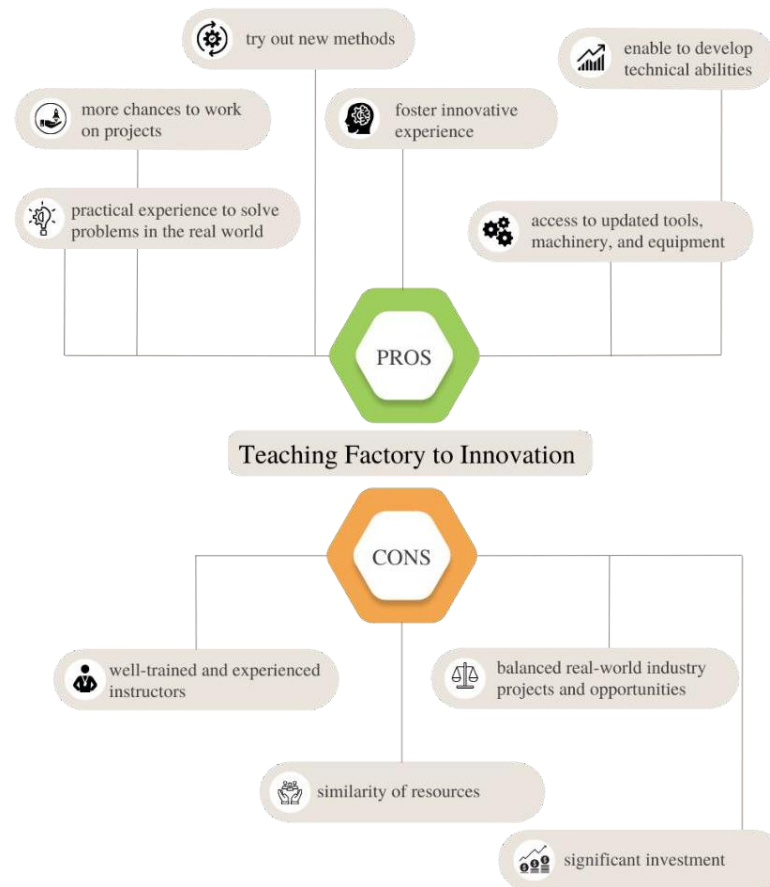 try out new methods
enable to develop
technical abilities
more chances to work
on projects
foster innovative
experience
practical experience to solve
problems in the real world
access to updated tools,
machinery, and equipment
PROS
Teaching Factory to Innovation
CONS
well-trained and experienced
instructors
balanced real-world industry
projects and opportunities
similarity of resources
significant investment